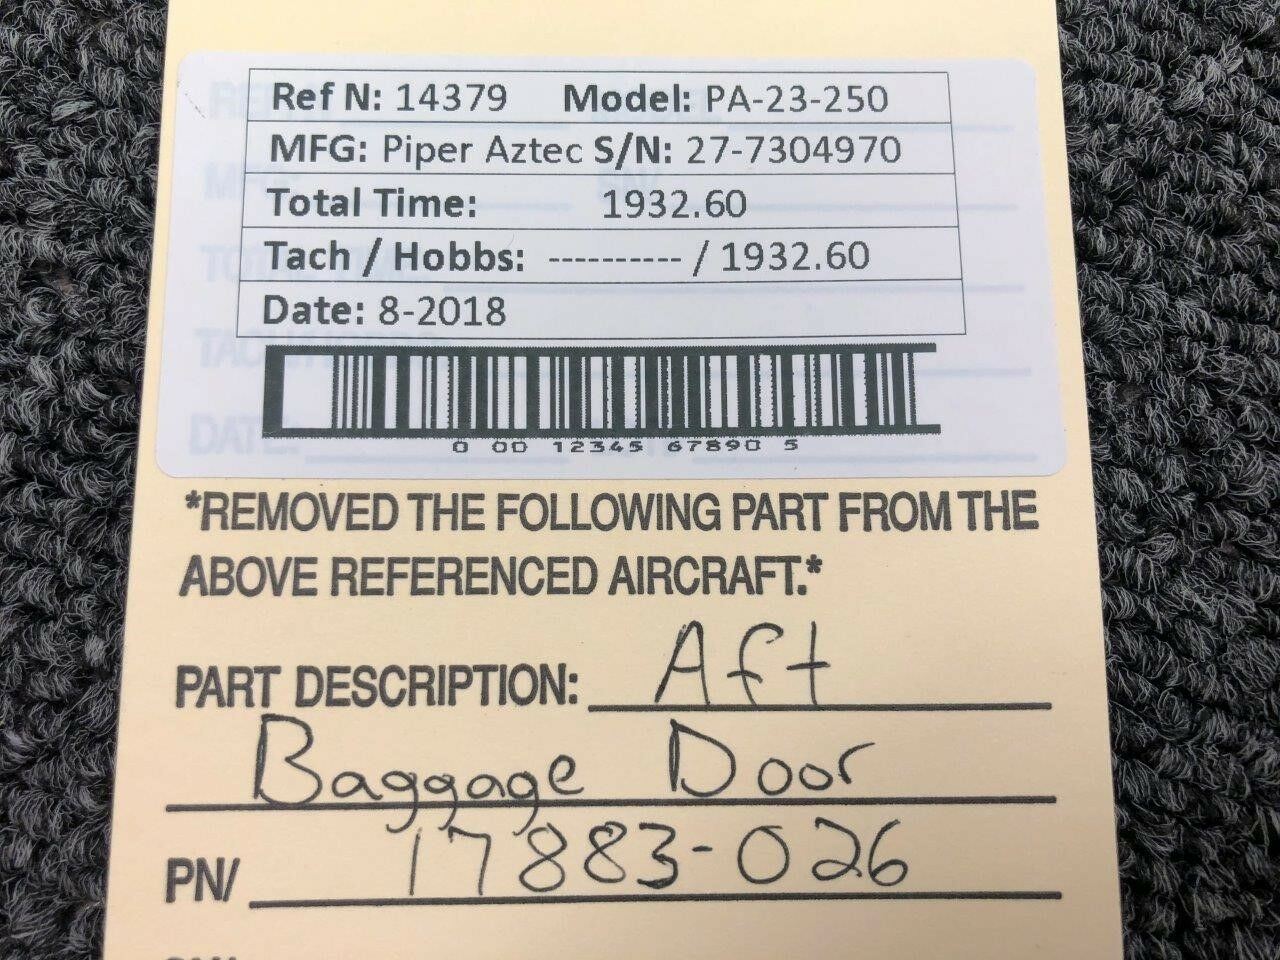 Ref N: 14379 Model: PA-23-250
MFG: Piper Aztec S/N: 27-7304970
Total Time: 1932.60
Tach / Hobbs: ---------- / 1932.60
Date: 8-2018
0 00 12345 67890 5
*REMOVED THE FOLLOWING PART FROM THE
ABOVE REFERENCED AIRCRAFT.*
PART DESCRIPTION: Aft
Baggage Door
PN/ 17883-026